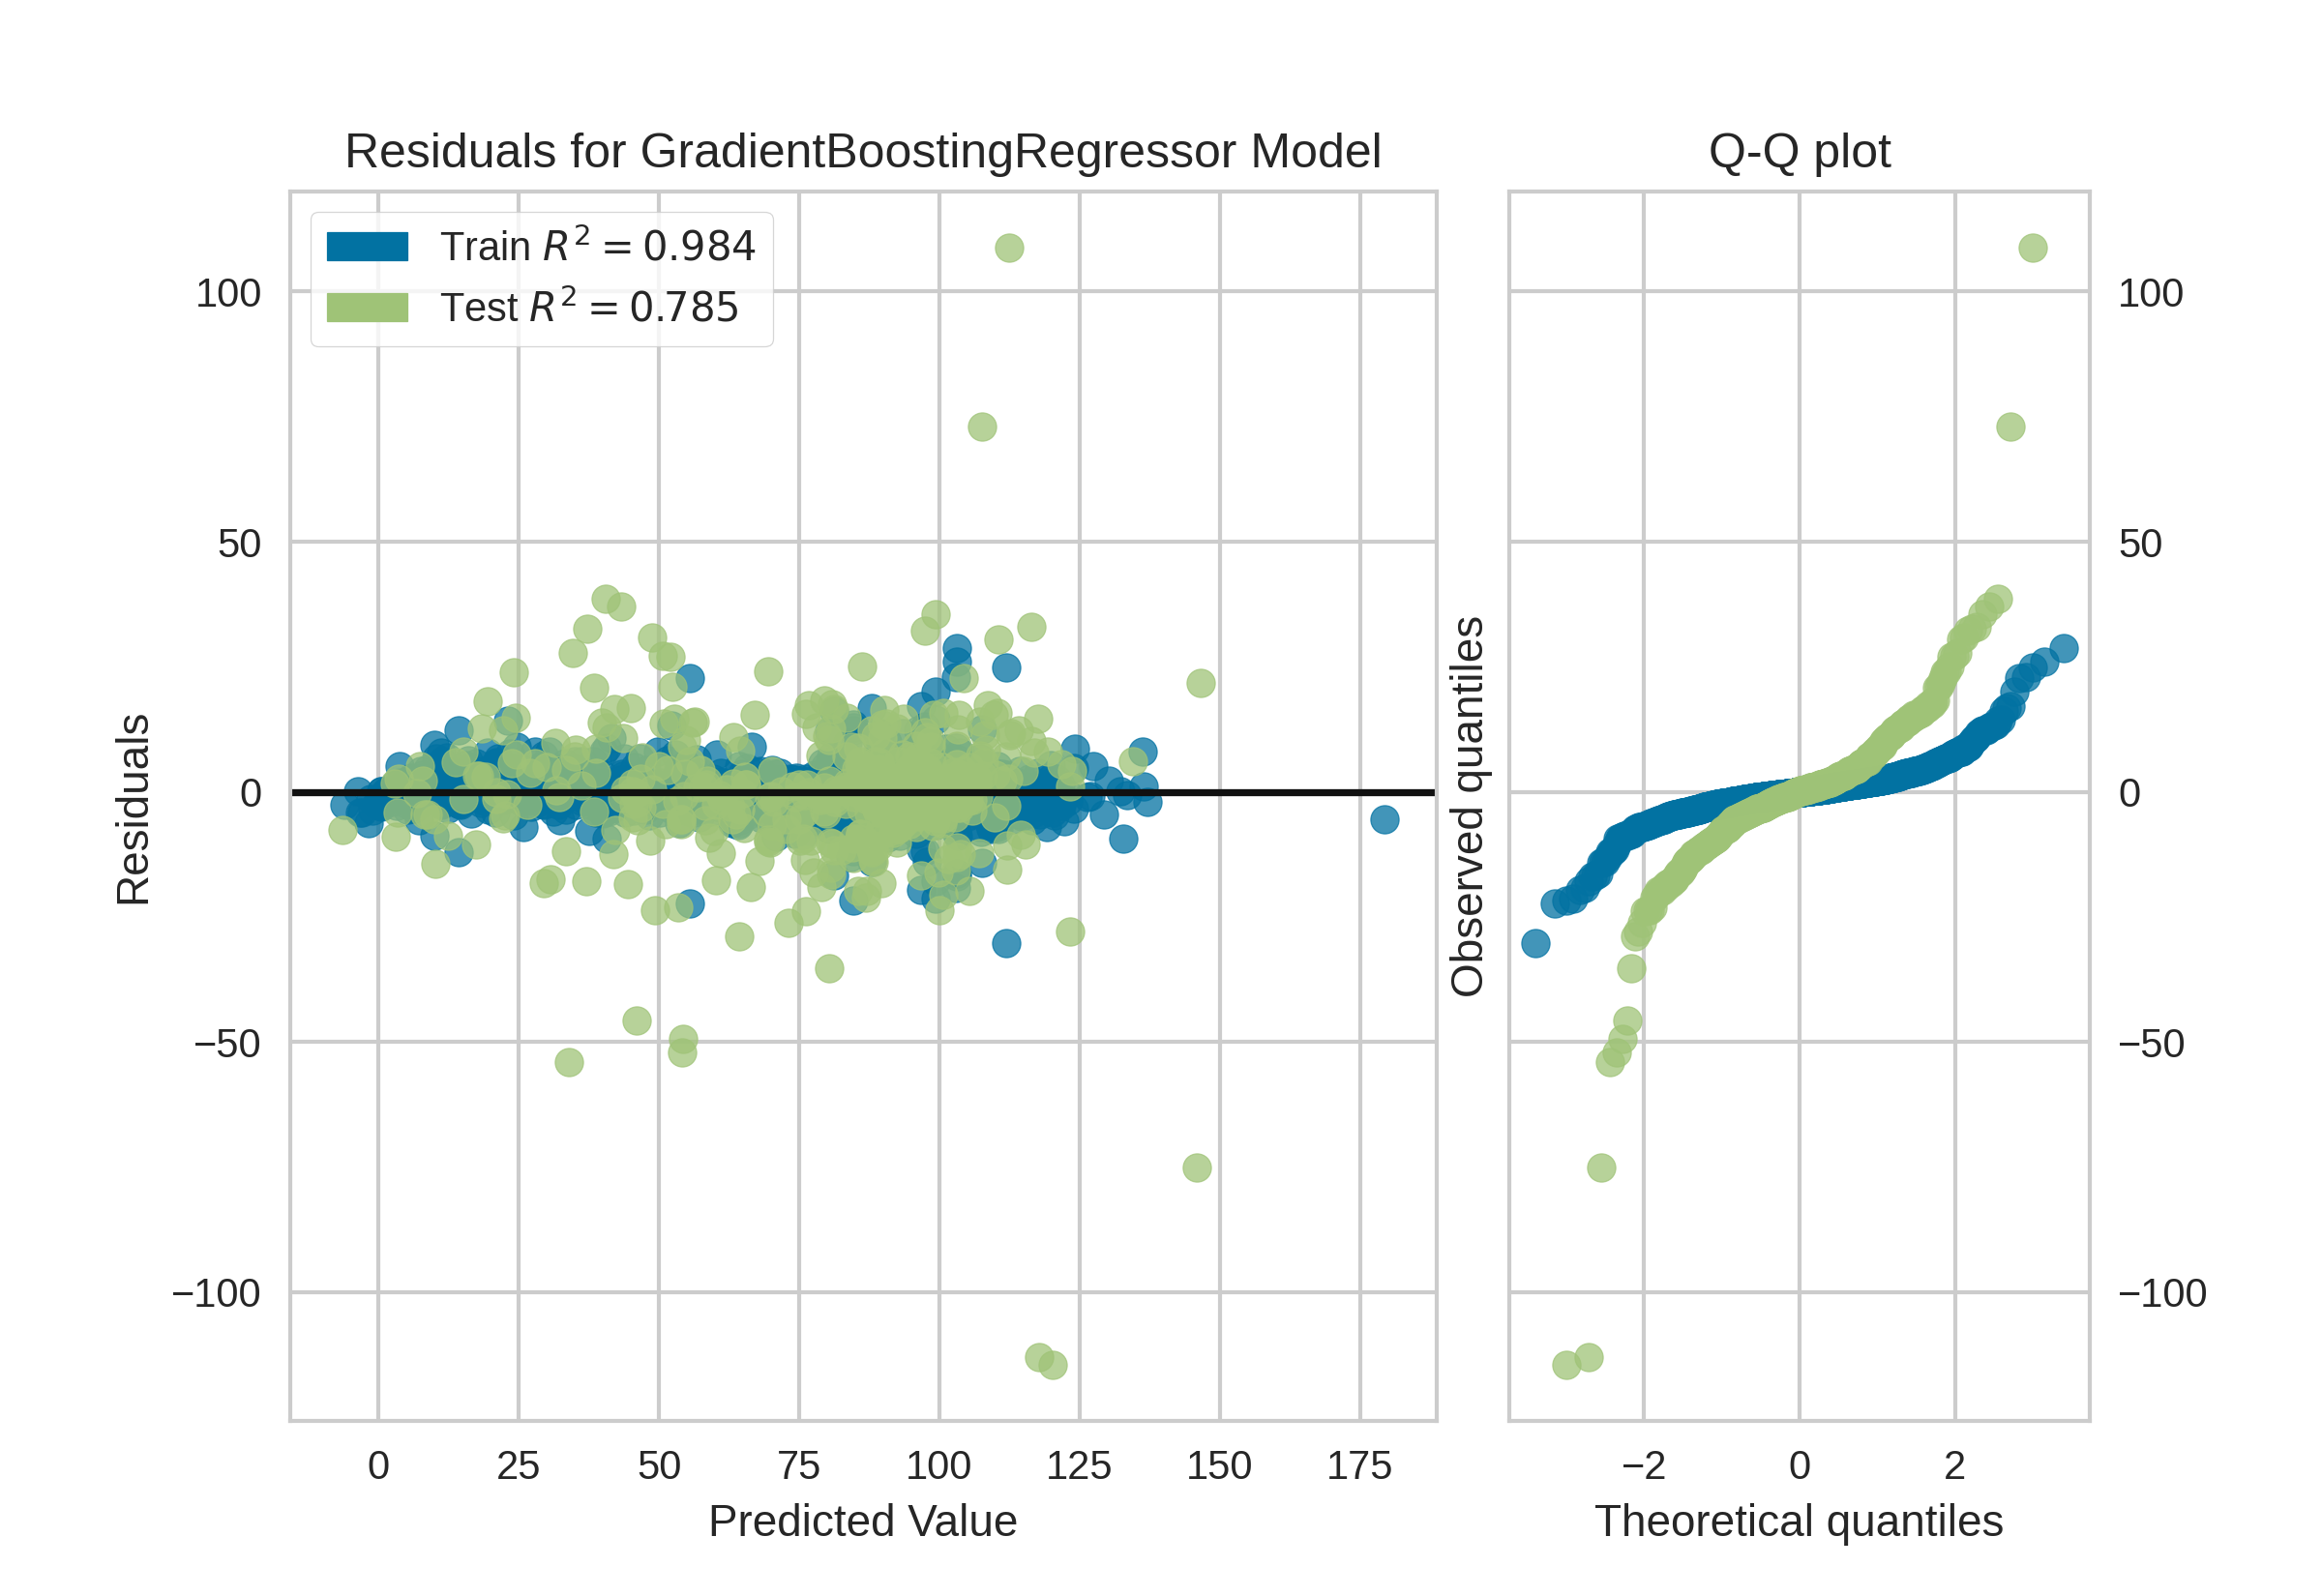 Residuals for GradientBoostingRegressor Model
Train R² = 0.984
Test R² = 0.785
100
50
0
−50
−100
Residuals
0 25 50 75 100 125 150 175
Predicted Value
Q-Q plot
Observed quantiles
100
50
0
−50
−100
−2 0 2
Theoretical quantiles